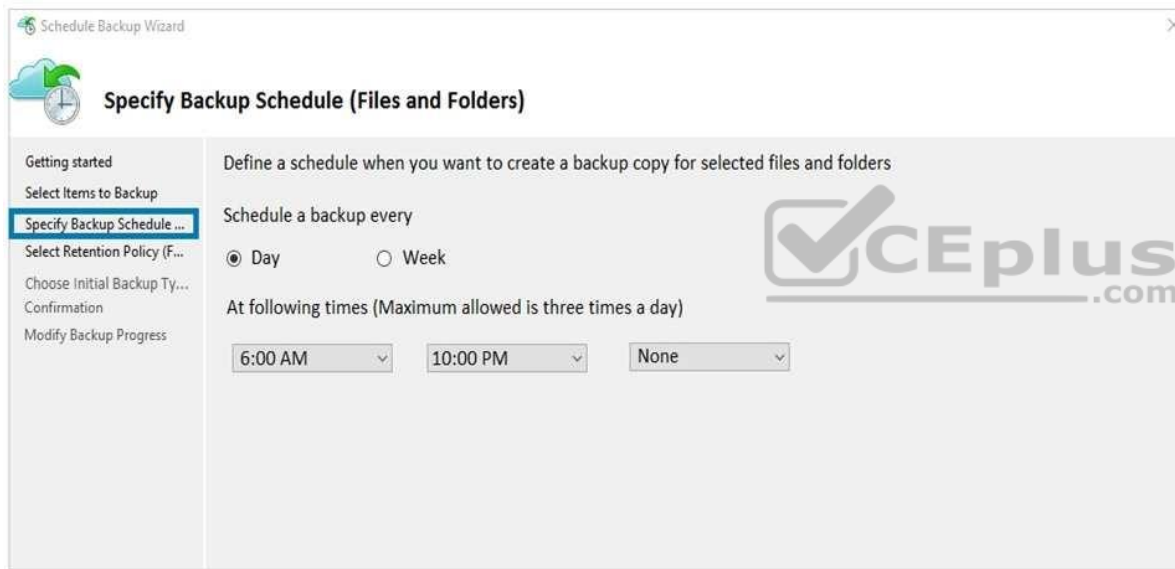 Schedule Backup Wizard
Specify Backup Schedule (Files and Folders)
Getting started
Select Items to Backup
Specify Backup Schedule ...
Select Retention Policy (F...
Choose Initial Backup Ty...
Confirmation
Modify Backup Progress
Define a schedule when you want to create a backup copy for selected files and folders
Schedule a backup every
Day Week
At following times (Maximum allowed is three times a day)
6:00 AM 10:00 PM None
CEplus
.com